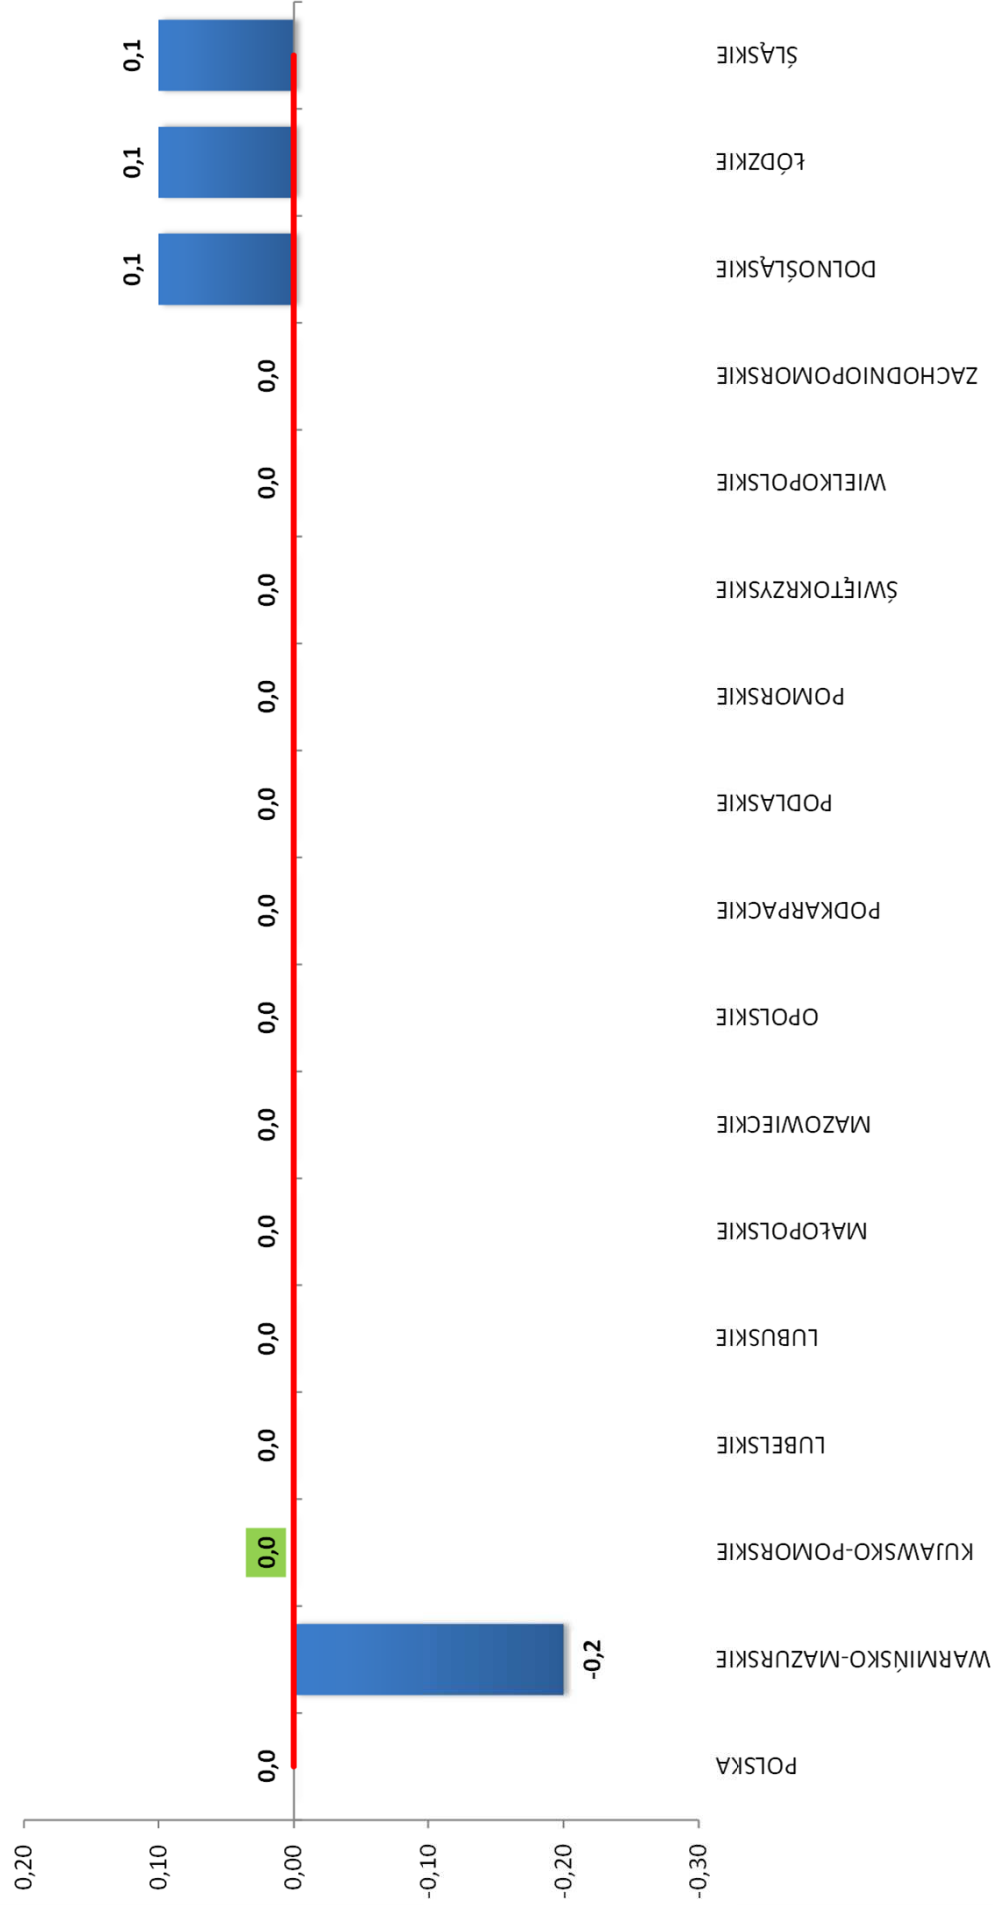 0,20
0,10
0,00
-0,10
-0,20
-0,30
0,0
-0,2
0,0
0,0
0,0
0,0
0,0
0,0
0,0
0,0
0,0
0,0
0,0
0,0
0,1
0,1
0,1
POLSKA
WARMIŃSKO-MAZURSKIE
KUJAWSKO-POMORSKIE
LUBELSKIE
LUBUSKIE
MAŁOPOLSKIE
MAZOWIECKIE
OPOLSKIE
PODKARPACKIE
PODLASKIE
POMORSKIE
ŚWIĘTOKRZYSKIE
WIELKOPOLSKIE
ZACHODNIOPOMORSKIE
DOLNOŚLĄSKIE
ŁÓDZKIE
ŚLĄSKIE